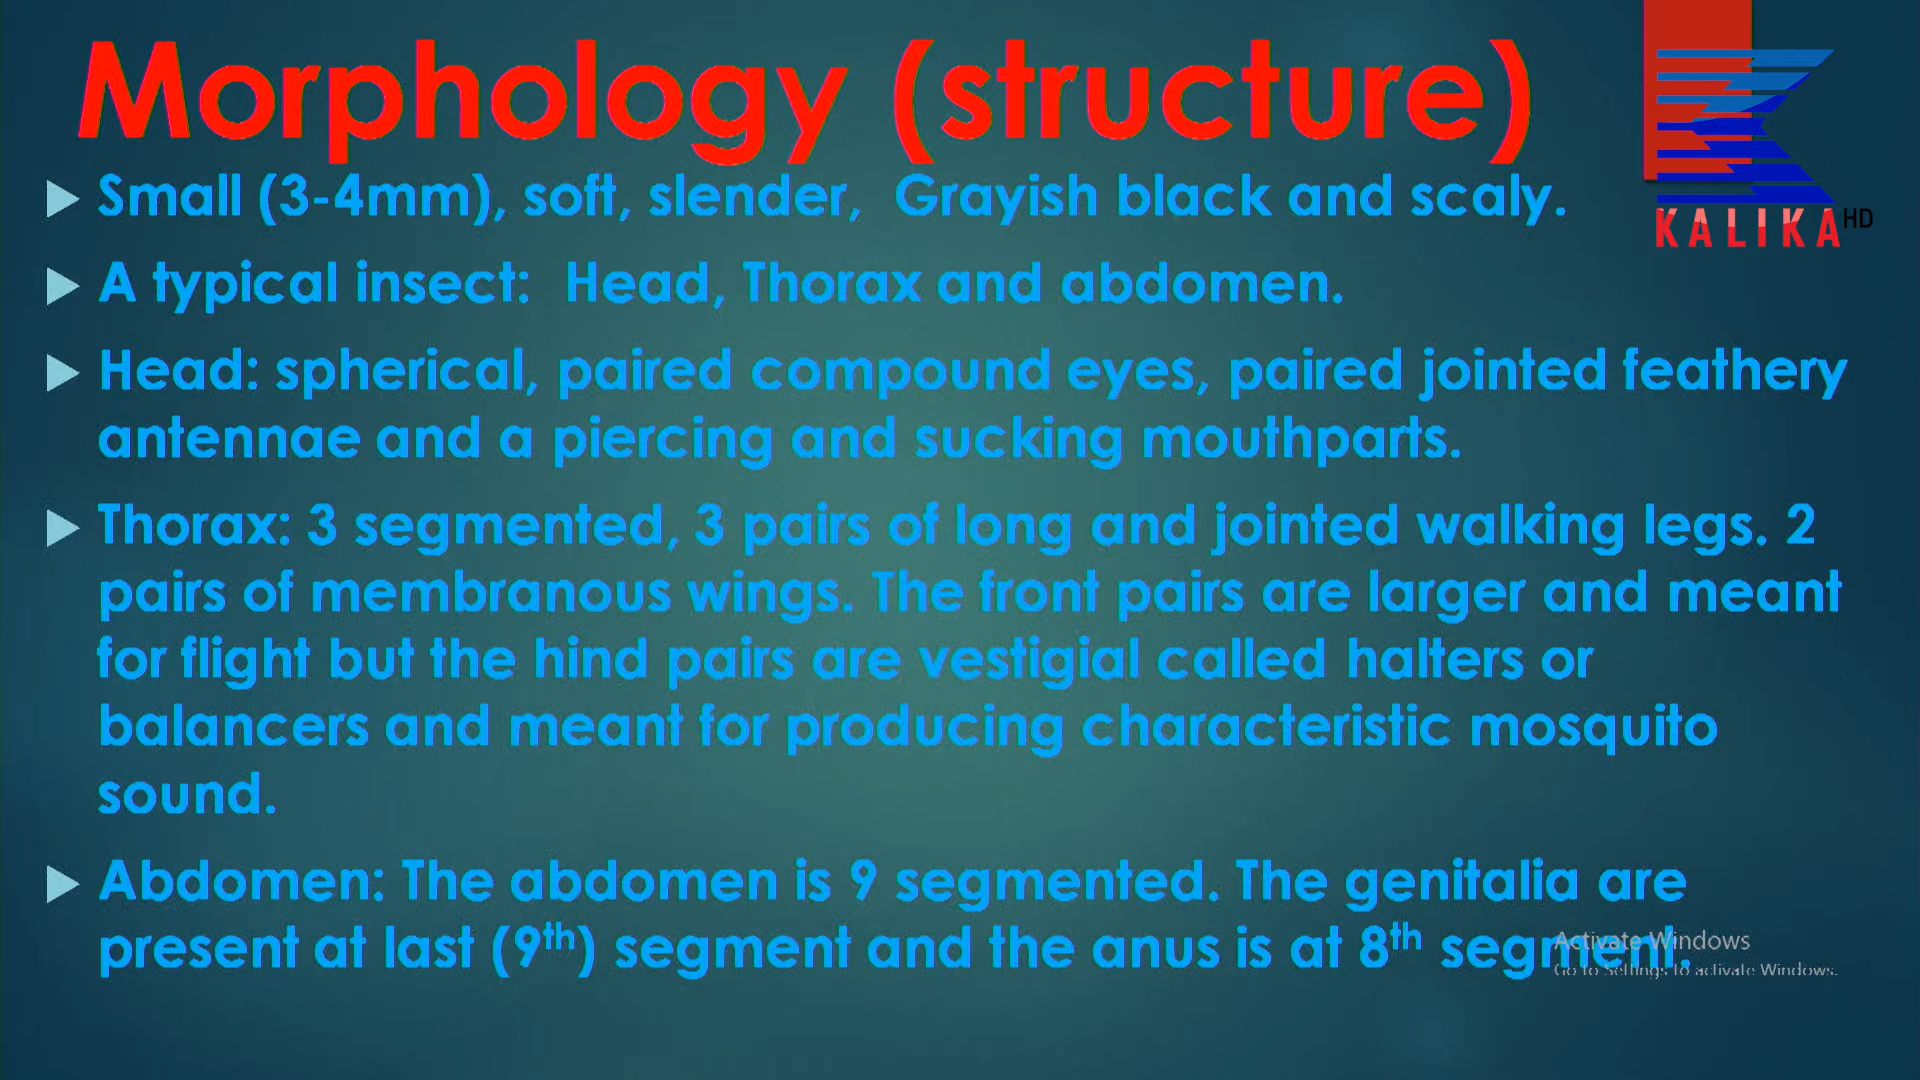 Morphology (structure)
KALIKA HD
Small (3-4mm), soft, slender, Grayish black and scaly.
A typical insect: Head, Thorax and abdomen.
Head: spherical, paired compound eyes, paired jointed feathery
antennae and a piercing and sucking mouthparts.
Thorax: 3 segmented, 3 pairs of long and jointed walking legs. 2
pairs of membranous wings. The front pairs are larger and meant
for flight but the hind pairs are vestigial called halters or
balancers and meant for producing characteristic mosquito
sound.
Abdomen: The abdomen is 9 segmented. The genitalia are
present at last (9th) segment and the anus is at 8th segment.
Activate Windows
Go to Settings to activate Windows.